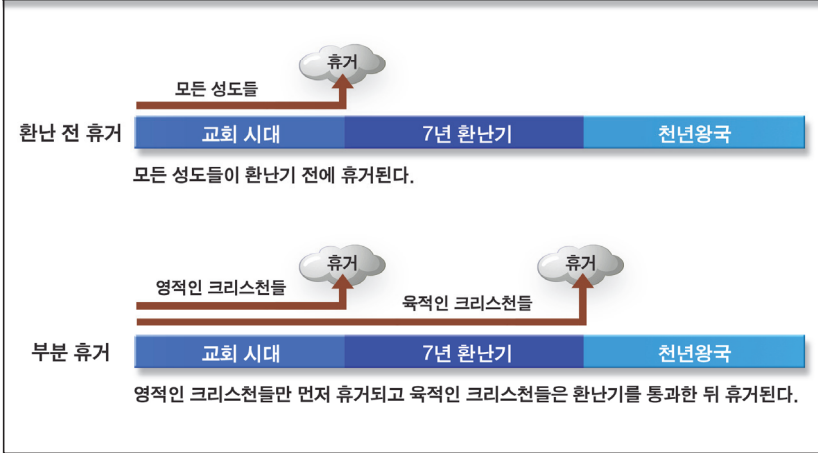 휴거
모든 성도들
환난 전 휴거
교회 시대
7년 환난기
천년왕국
모든 성도들이 환난기 전에 휴거된다.
휴거
휴거
영적인 크리스천들
육적인 크리스천들
부분 휴거
교회 시대
7년 환난기
천년왕국
영적인 크리스천들만 먼저 휴거되고 육적인 크리스천들은 환난기를 통과한 뒤 휴거된다.